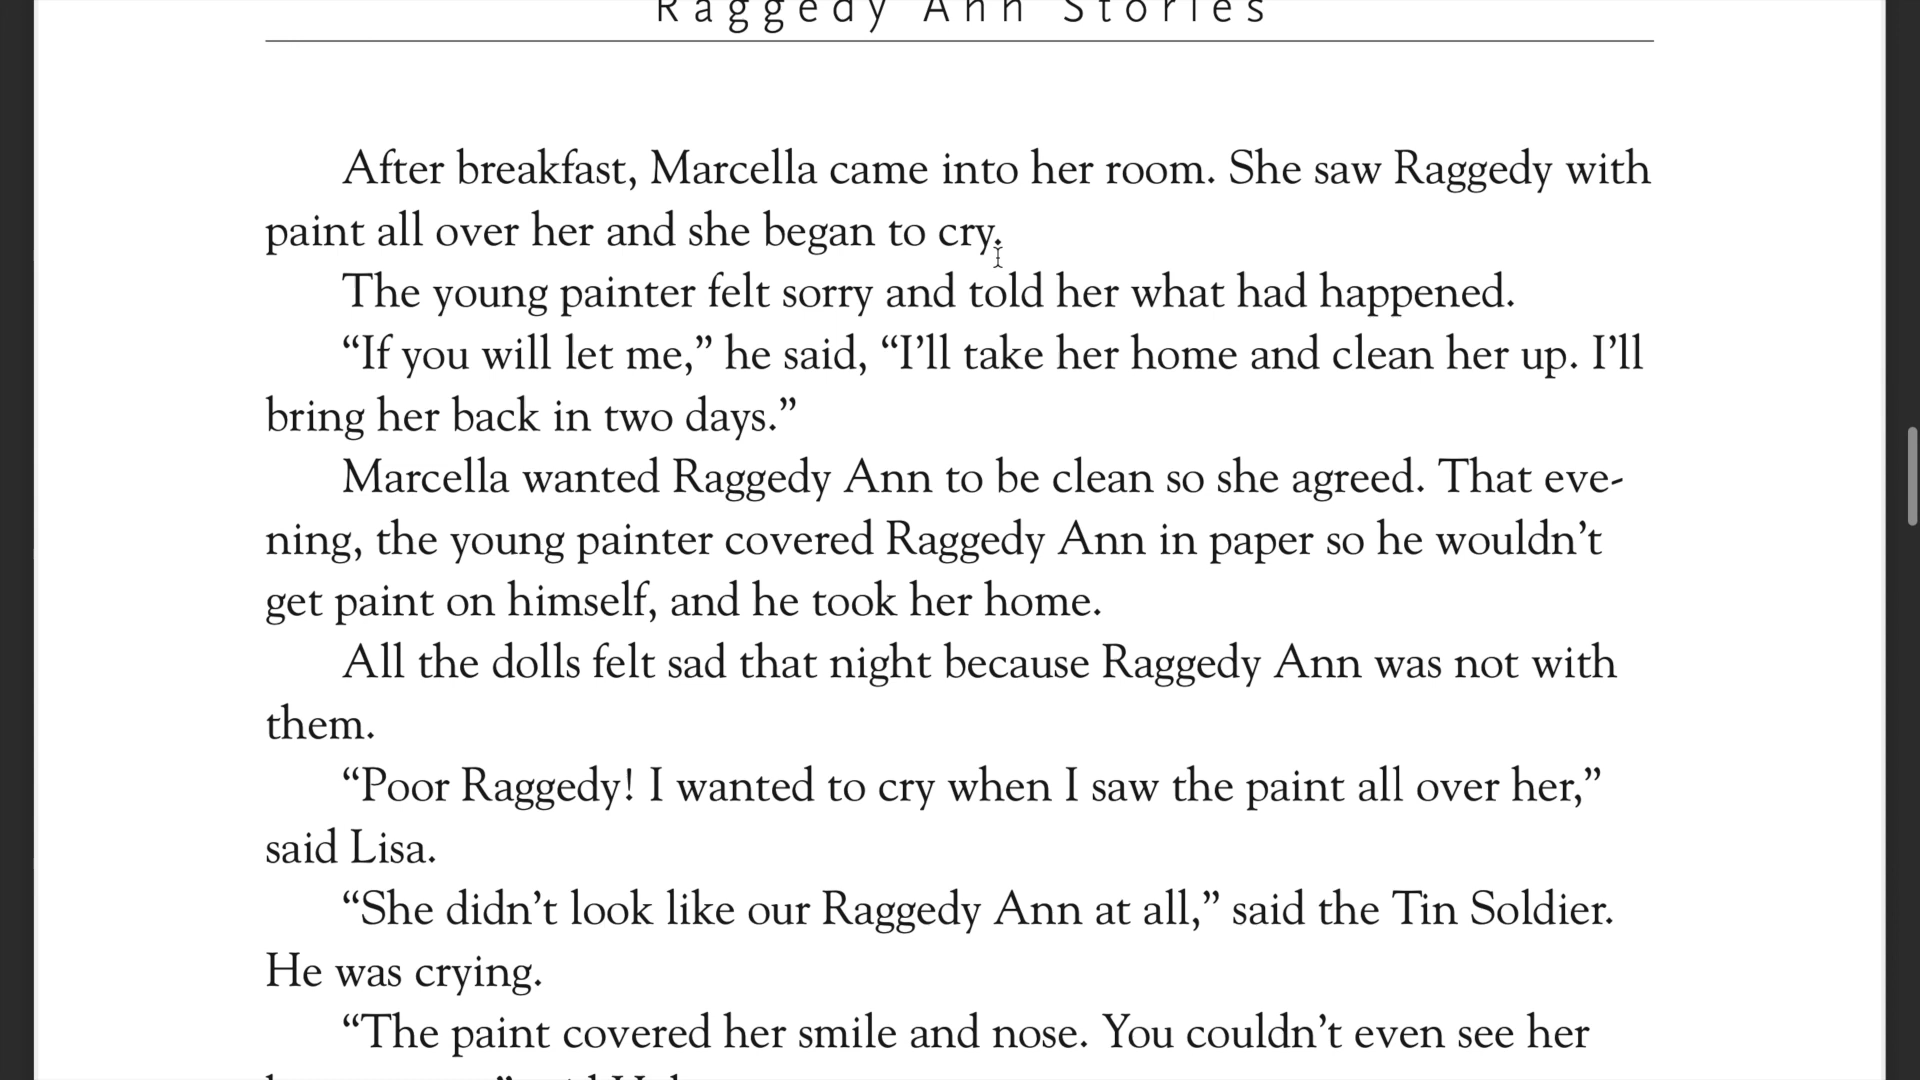 Raggedy Ann Stories
After breakfast, Marcella came into her room. She saw Raggedy with
paint all over her and she began to cry.
The young painter felt sorry and told her what had happened.
“If you will let me,” he said, “I’ll take her home and clean her up. I’ll
bring her back in two days.”
Marcella wanted Raggedy Ann to be clean so she agreed. That eve-
ning, the young painter covered Raggedy Ann in paper so he wouldn’t
get paint on himself, and he took her home.
All the dolls felt sad that night because Raggedy Ann was not with
them.
“Poor Raggedy! I wanted to cry when I saw the paint all over her,”
said Lisa.
“She didn’t look like our Raggedy Ann at all,” said the Tin Soldier.
He was crying.
“The paint covered her smile and nose. You couldn’t even see her